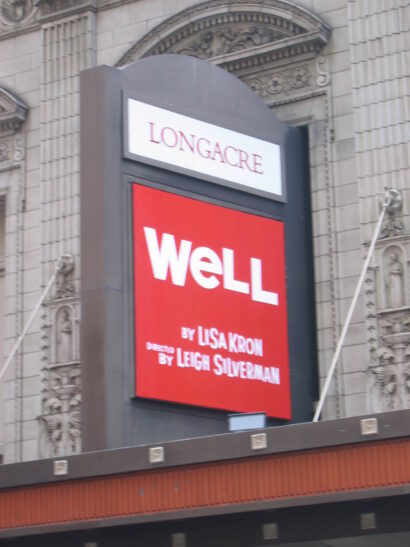 LONGACRE
WeLL
BY LiSA KRON
DIRECTED
BY LEIGH SiLVERMAN